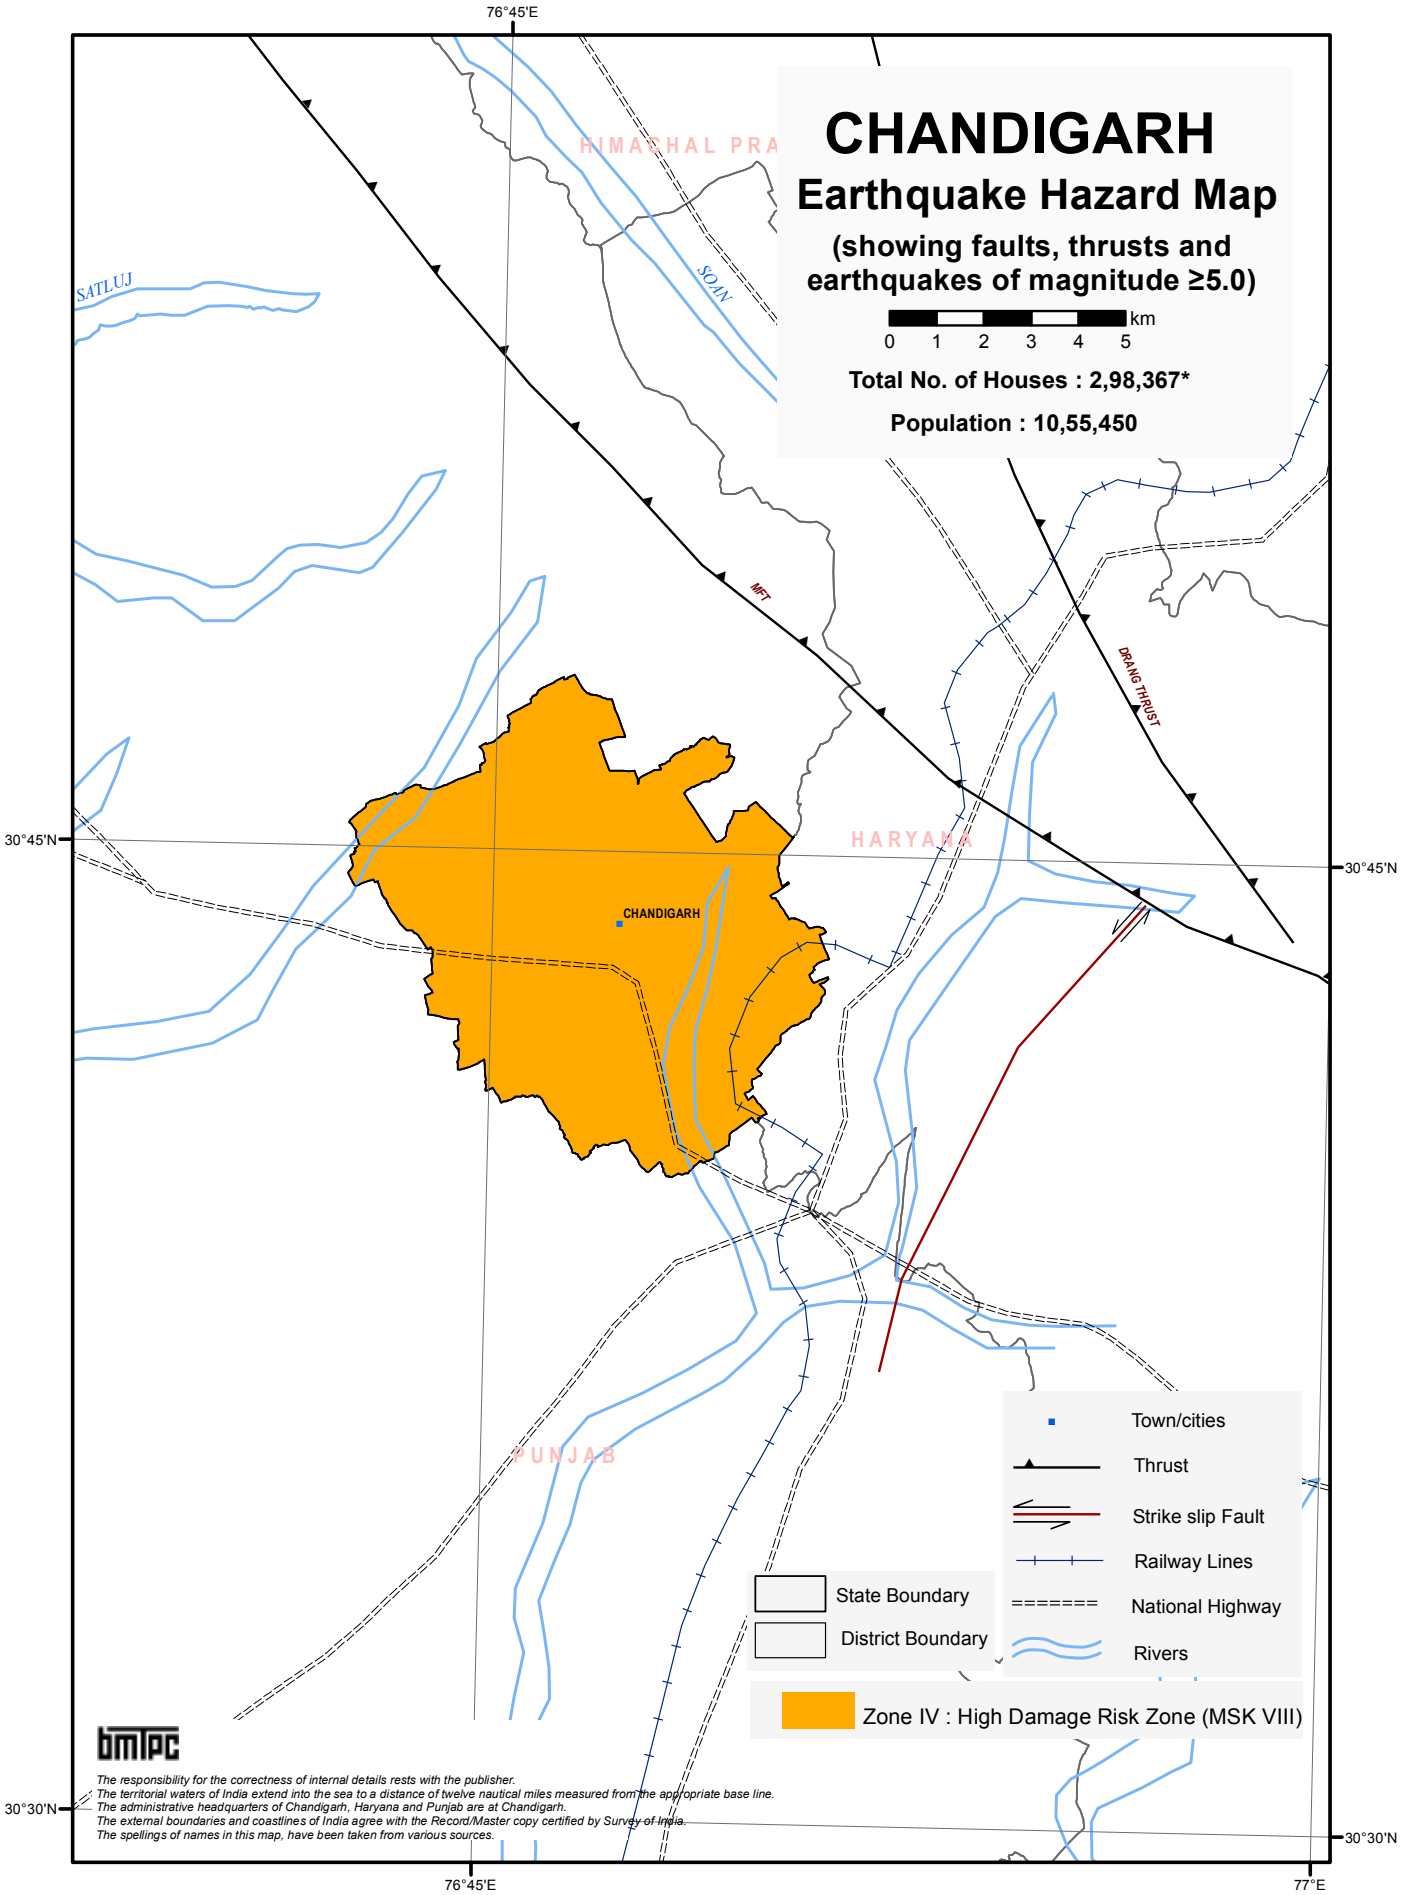 76°45'E
CHANDIGARH
Earthquake Hazard Map
(showing faults, thrusts and
earthquakes of magnitude ≥5.0)
km
0 1 2 3 4 5
Total No. of Houses : 2,98,367*
Population : 10,55,450
HIMACHAL PRA
SATLUJ
SOAN
MFT
DRANG THRUST
30°45'N
HARYANA
30°45'N
CHANDIGARH
PUNJAB
Town/cities
Thrust
Strike slip Fault
Railway Lines
National Highway
Rivers
State Boundary
District Boundary
Zone IV : High Damage Risk Zone (MSK VIII)
bmTpc
The responsibility for the correctness of internal details rests with the publisher.
The territorial waters of India extend into the sea to a distance of twelve nautical miles measured from the appropriate base line.
The administrative headquarters of Chandigarh, Haryana and Punjab are at Chandigarh.
The external boundaries and coastlines of India agree with the Record/Master copy certified by Survey of India.
The spellings of names in this map, have been taken from various sources.
30°30'N
30°30'N
76°45'E
77°E